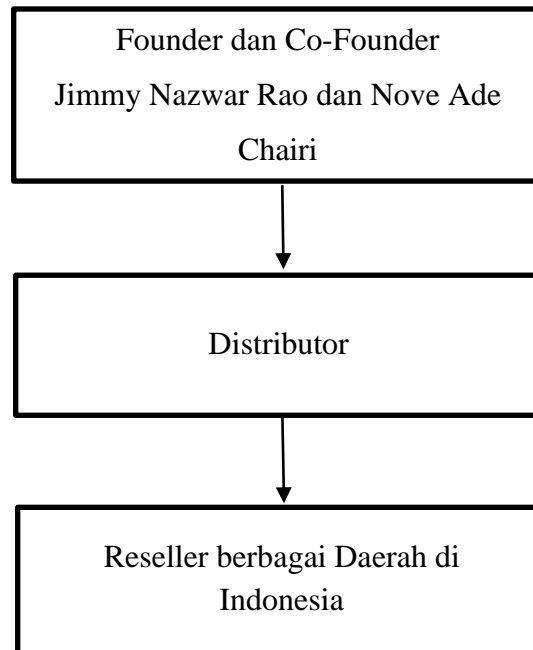 Founder dan Co-Founder
Jimmy Nazwar Rao dan Nove Ade
Chairi
Distributor
Reseller berbagai Daerah di
Indonesia